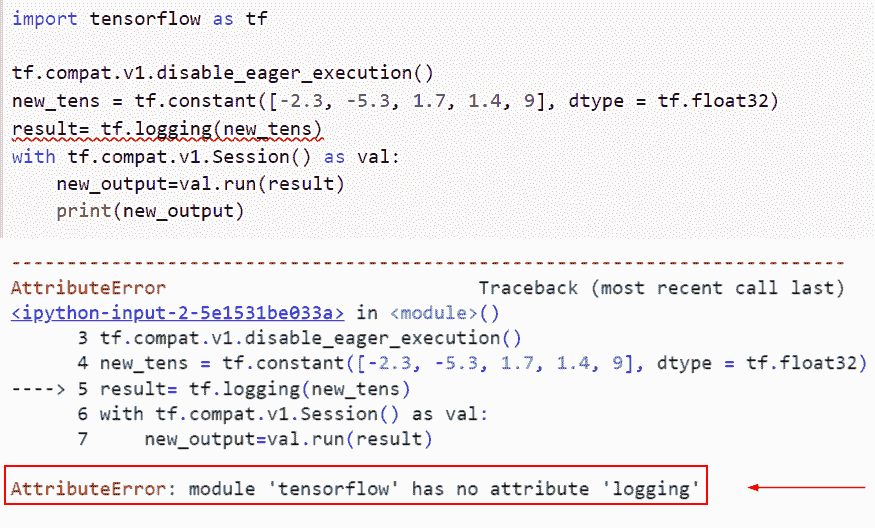 import tensorflow as tf
tf.compat.v1.disable_eager_execution()
new_tens = tf.constant([-2.3, -5.3, 1.7, 1.4, 9], dtype = tf.float32)
result= tf.logging(new_tens)
with tf.compat.v1.Session() as val:
    new_output=val.run(result)
    print(new_output)
---------------------------------------------------------------------------
AttributeError                            Traceback (most recent call last)
<ipython-input-2-5e1531be033a> in <module>()
      3 tf.compat.v1.disable_eager_execution()
      4 new_tens = tf.constant([-2.3, -5.3, 1.7, 1.4, 9], dtype = tf.float32)
----> 5 result= tf.logging(new_tens)
      6 with tf.compat.v1.Session() as val:
      7     new_output=val.run(result)
AttributeError: module 'tensorflow' has no attribute 'logging'